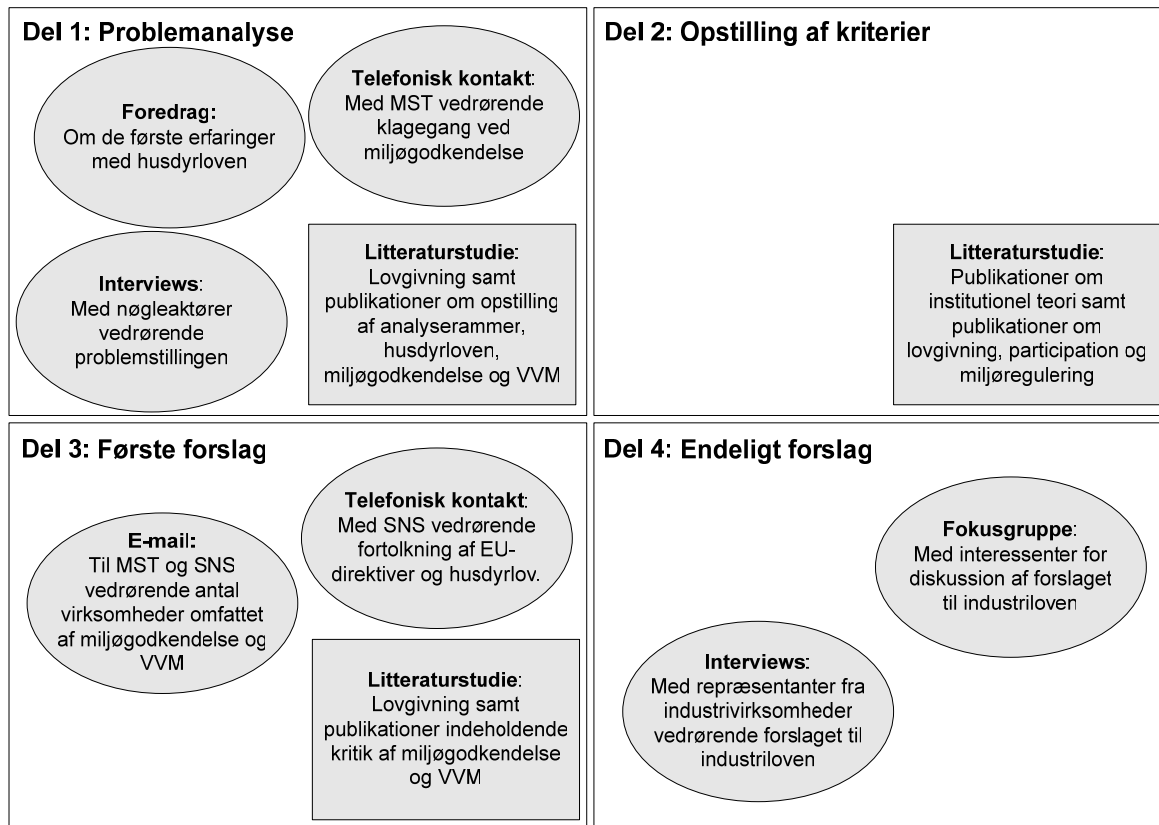 Del 1: Problemanalyse
Foredrag:
Om de første erfaringer
med husdyrloven
Telefonisk kontakt:
Med MST vedrørende
klagegang ved
miljøgodkendelse
Interviews:
Med nøgleaktører
vedrørende
problemstillingen
Litteraturstudie:
Lovgivning samt
publikationer om opstilling
af analyserammer,
husdyrloven,
miljøgodkendelse og VVM
Del 2: Opstilling af kriterier
Litteraturstudie:
Publikationer om
institutionel teori samt
publikationer om
lovgivning, participation og
miljøregulering
Del 3: Første forslag
Telefonisk kontakt:
Med SNS vedrørende
fortolkning af EU-
direktiver og husdyrlov.
E-mail:
Til MST og SNS
vedrørende antal
virksomheder omfattet
af miljøgodkendelse og
VVM
Litteraturstudie:
Lovgivning samt
publikationer indeholdende
kritik af miljøgodkendelse
og VVM
Del 4: Endeligt forslag
Fokusgruppe:
Med interessenter for
diskussion af forslaget
til industriloven
Interviews:
Med repræsentanter fra
industrivirksomheder
vedrørende forslaget til
industriloven